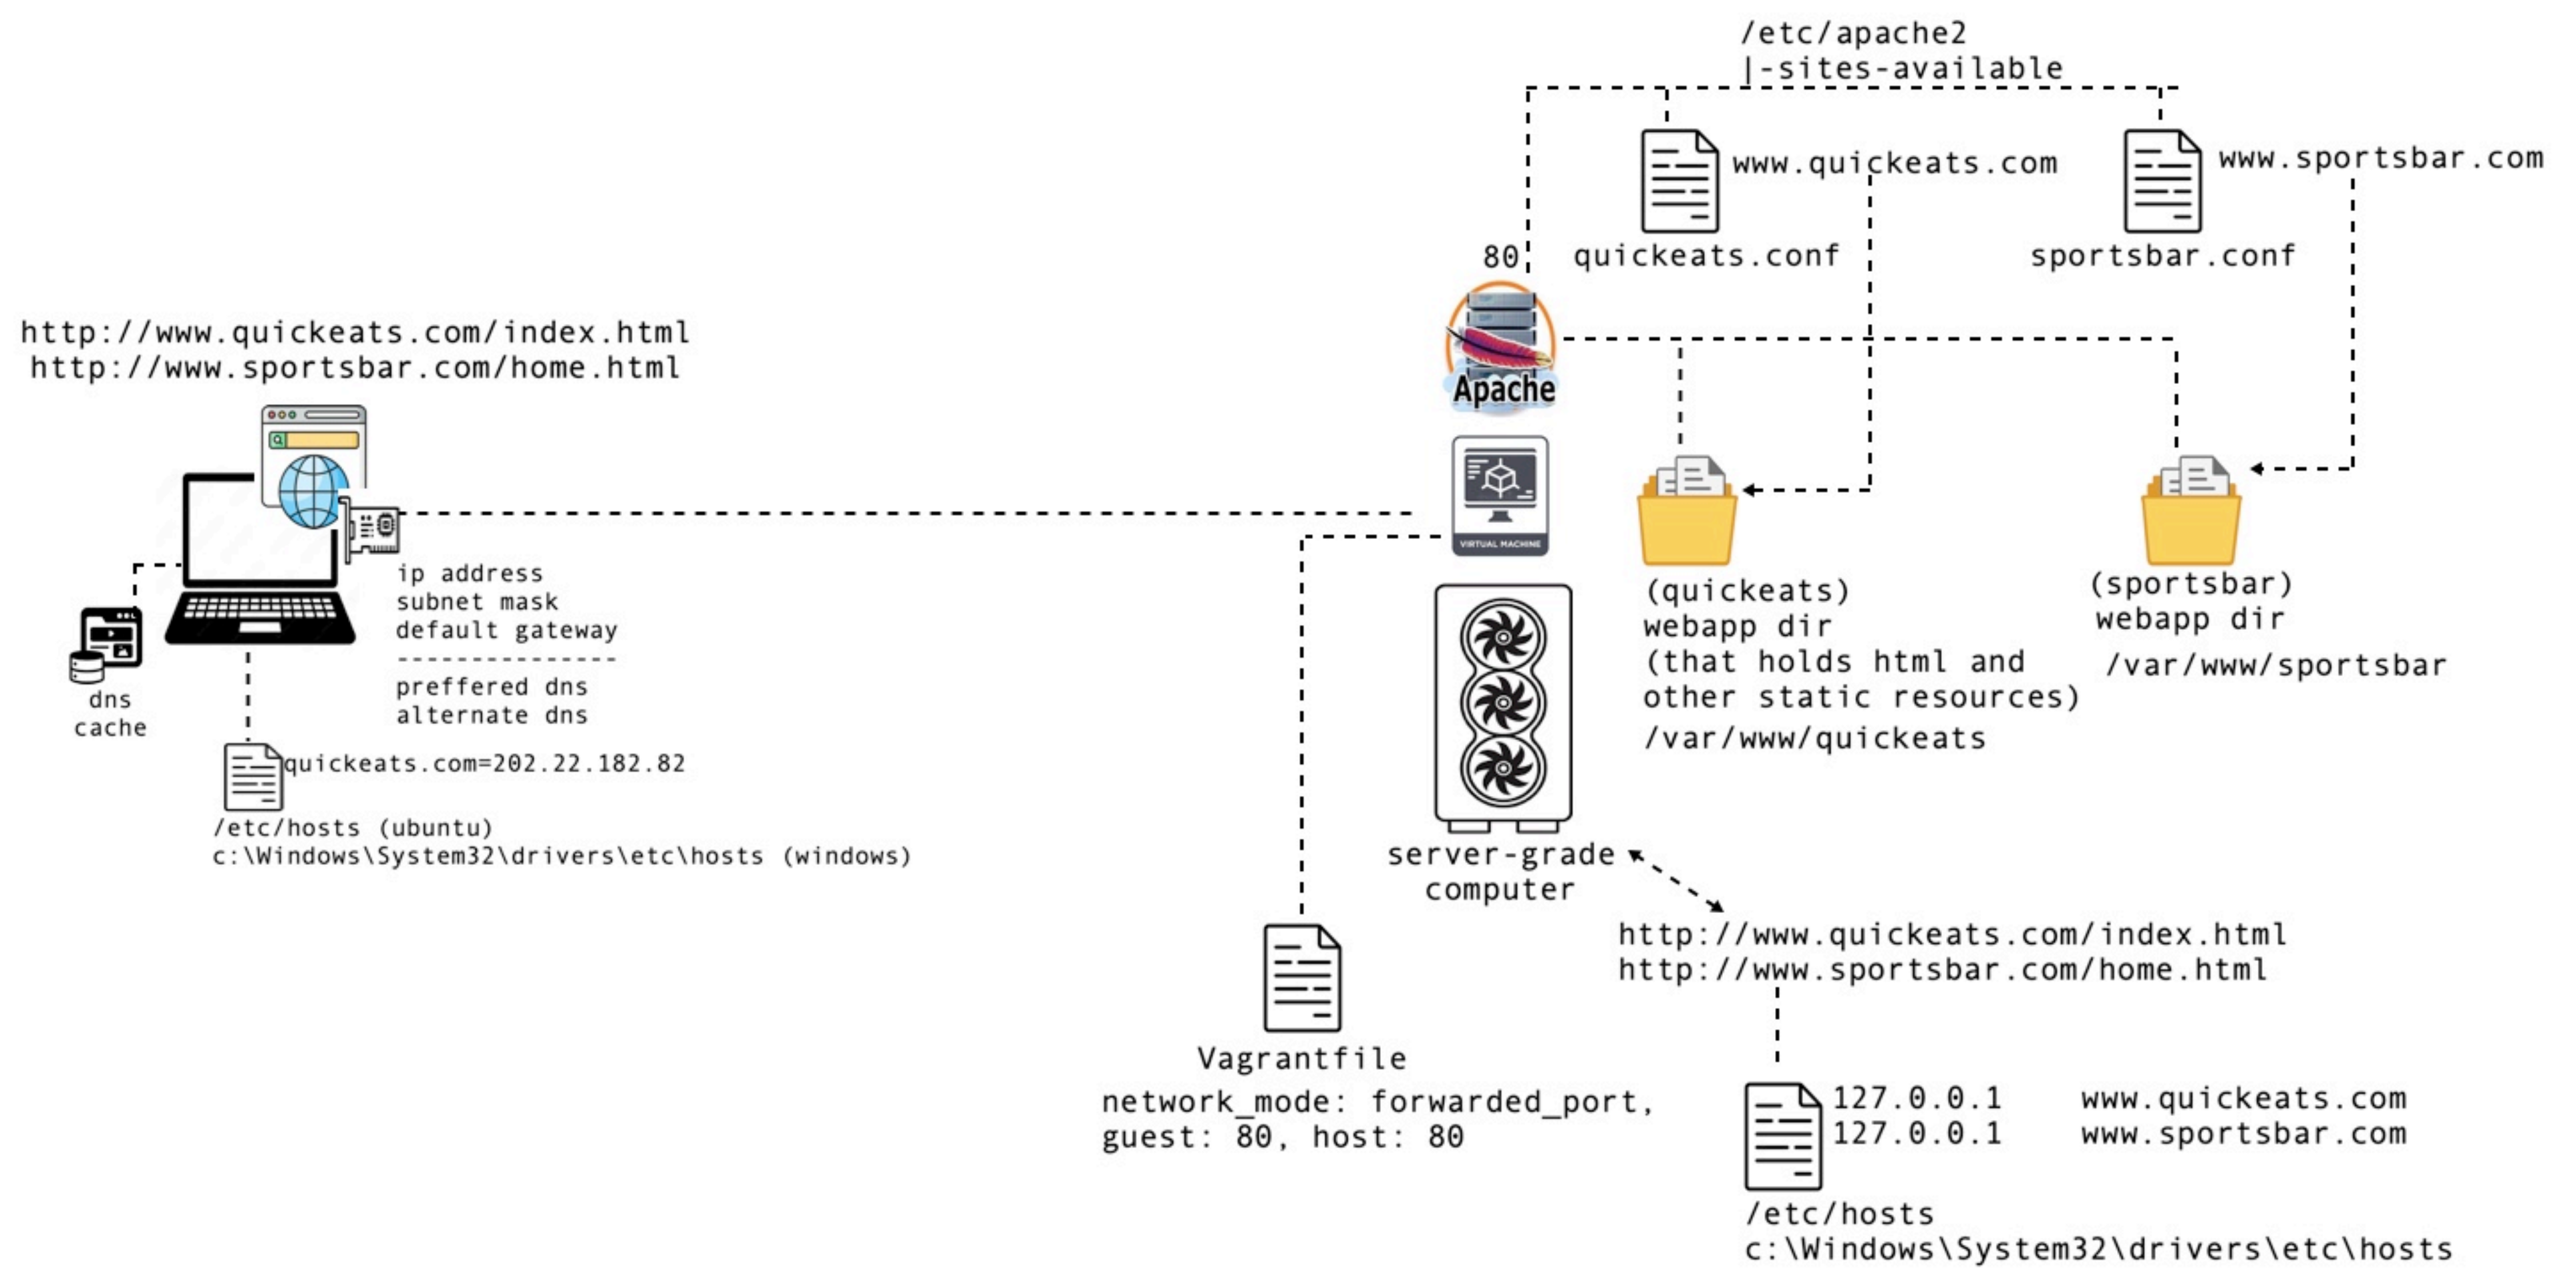 /etc/apache2
|-sites-available
www.quickeats.com
www.sportsbar.com
80
quickeats.conf
sportsbar.conf
http://www.quickeats.com/index.html
http://www.sportsbar.com/home.html
Apache
VIRTUAL MACHINE
ip address
subnet mask
default gateway
---------------
preffered dns
alternate dns
dns
cache
quickeats.com=202.22.182.82
/etc/hosts (ubuntu)
c:\Windows\System32\drivers\etc\hosts (windows)
(quickeats)
webapp dir
(that holds html and
other static resources)
/var/www/quickeats
(sportsbar)
webapp dir
/var/www/sportsbar
server-grade
computer
http://www.quickeats.com/index.html
http://www.sportsbar.com/home.html
Vagrantfile
network_mode: forwarded_port,
guest: 80, host: 80
127.0.0.1 www.quickeats.com
127.0.0.1 www.sportsbar.com
/etc/hosts
c:\Windows\System32\drivers\etc\hosts